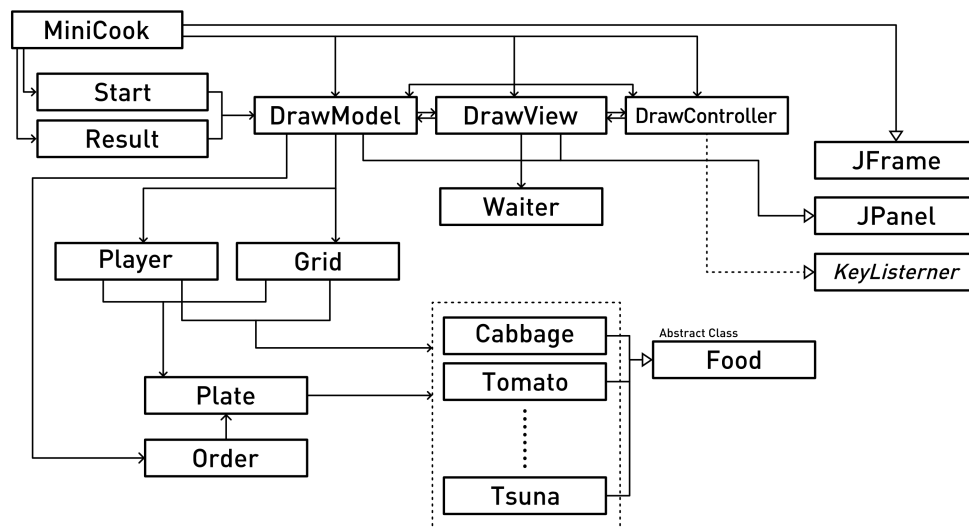 MiniCook
Start
Result
DrawModel
DrawView
DrawController
JFrame
JPanel
KeyListerner
Waiter
Player
Grid
Cabbage
Tomato
Tsuna
Abstract Class
Food
Plate
Order